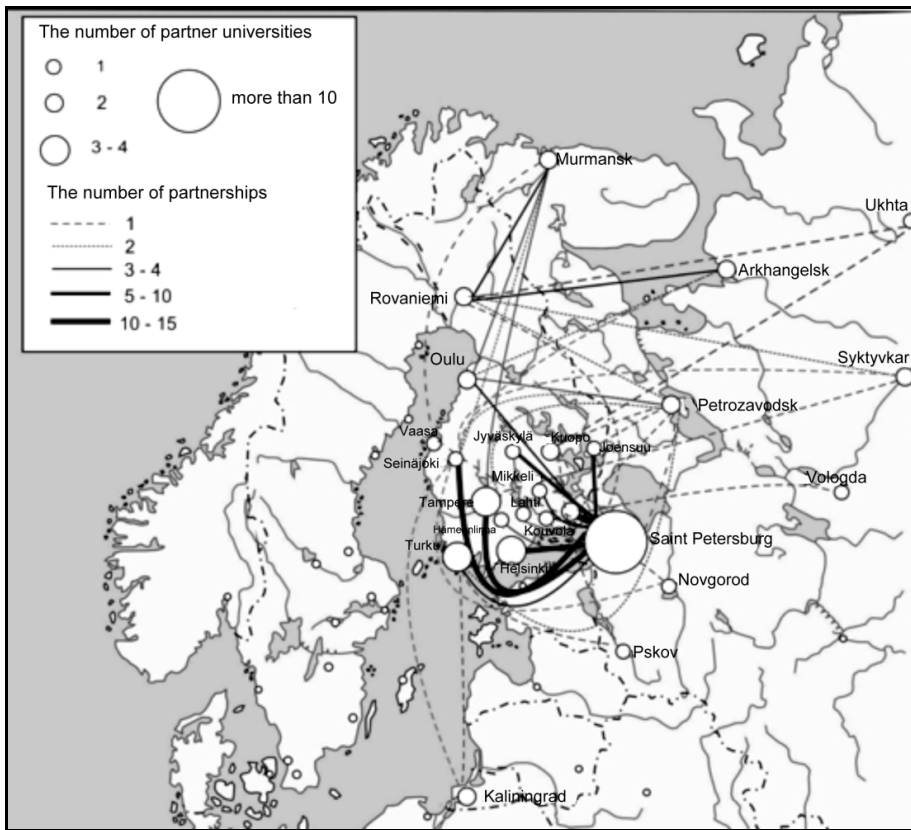 The number of partner universities
1
2
more than 10
3 - 4
The number of partnerships
1
2
3 - 4
5 - 10
10 - 15
Murmansk
Ukhta
Arkhangelsk
Rovaniemi
Oulu
Syktyvkar
Petrozavodsk
Vaasa
Jyväskylä
Kuopo
Joensuu
Seinäjoki
Mikkeli
Vologda
Tampere
Lahti
Hämeenlinna
Kouvola
Saint Petersburg
Turku
Helsinki
Novgorod
Pskov
Kaliningrad